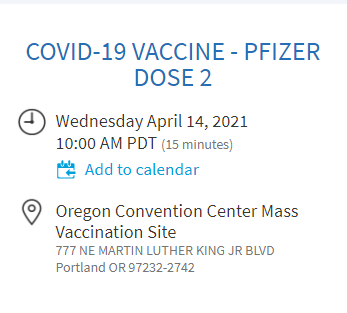 COVID-19 VACCINE - PFIZER
DOSE 2
Wednesday April 14, 2021
10:00 AM PDT (15 minutes)
Add to calendar
Oregon Convention Center Mass
Vaccination Site
777 NE MARTIN LUTHER KING JR BLVD
Portland OR 97232-2742